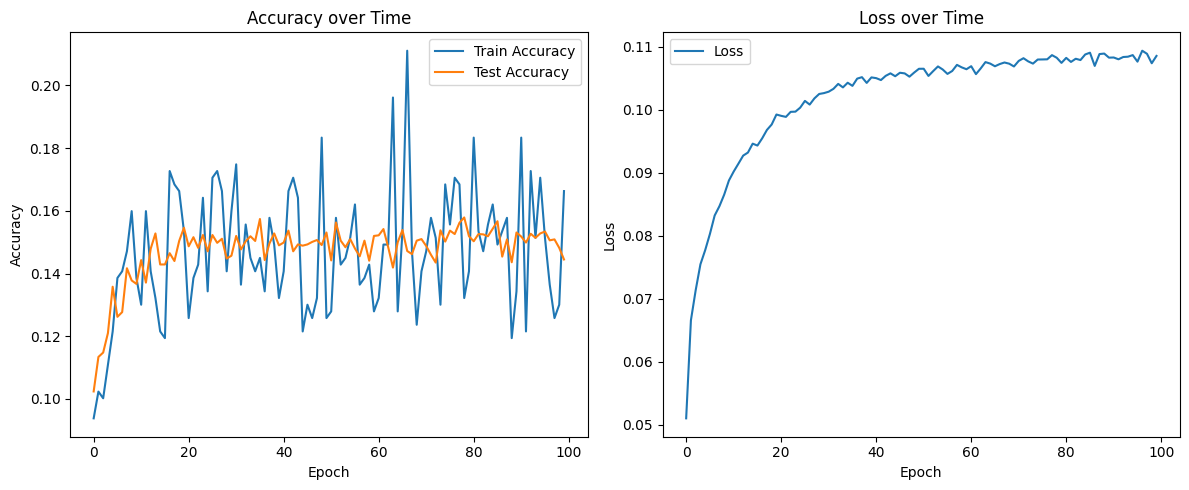 Accuracy over Time
Train Accuracy
Test Accuracy
Accuracy
0.20
0.18
0.16
0.14
0.12
0.10
0 20 40 60 80 100
Epoch
Loss over Time
Loss
Loss
0.11
0.10
0.09
0.08
0.07
0.06
0.05
0 20 40 60 80 100
Epoch